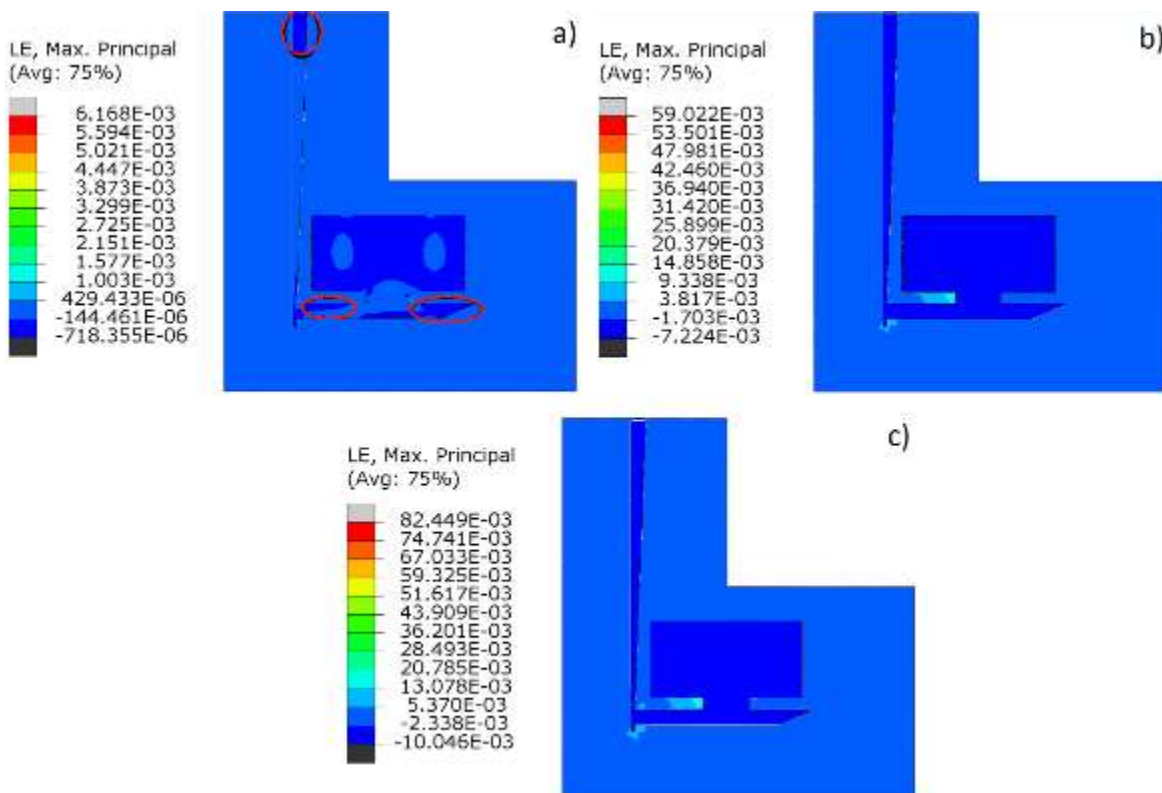 a)
LE, Max. Principal
(Avg: 75%)
6.168E-03
5.594E-03
5.021E-03
4.447E-03
3.873E-03
3.299E-03
2.725E-03
2.151E-03
1.577E-03
1.003E-03
429.433E-06
-144.461E-06
-718.355E-06
b)
LE, Max. Principal
(Avg: 75%)
59.022E-03
53.501E-03
47.981E-03
42.460E-03
36.940E-03
31.420E-03
25.899E-03
20.379E-03
14.858E-03
9.338E-03
3.817E-03
-1.703E-03
-7.224E-03
c)
LE, Max. Principal
(Avg: 75%)
82.449E-03
74.741E-03
67.033E-03
59.325E-03
51.617E-03
43.909E-03
36.201E-03
28.493E-03
20.785E-03
13.078E-03
5.370E-03
-2.338E-03
-10.046E-03